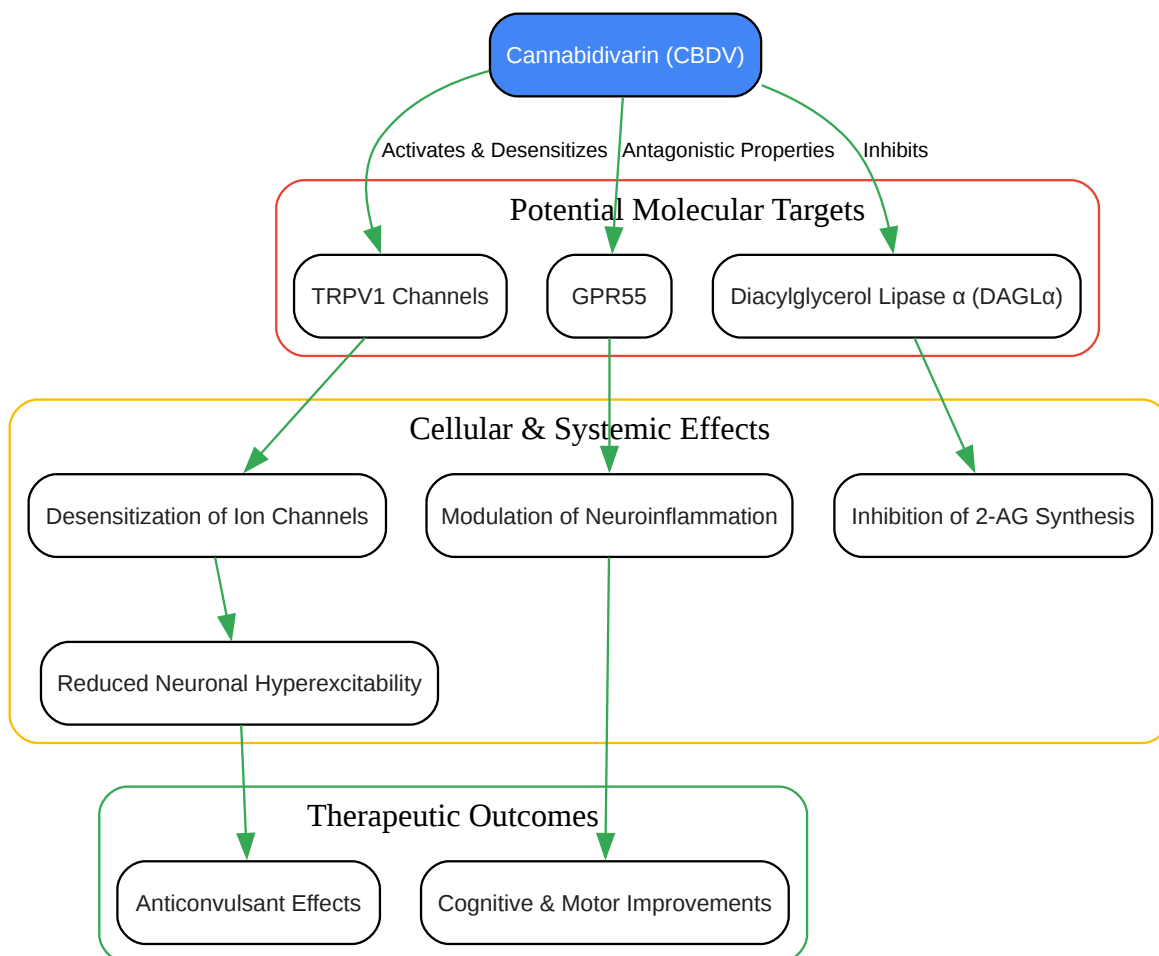 Cannabidivarin (CBDV)
Activates & Desensitizes
Antagonistic Properties
Inhibits
Potential Molecular Targets
TRPV1 Channels
GPR55
Diacylglycerol Lipase α (DAGLα)
Cellular & Systemic Effects
Desensitization of Ion Channels
Modulation of Neuroinflammation
Inhibition of 2-AG Synthesis
Reduced Neuronal Hyperexcitability
Therapeutic Outcomes
Anticonvulsant Effects
Cognitive & Motor Improvements